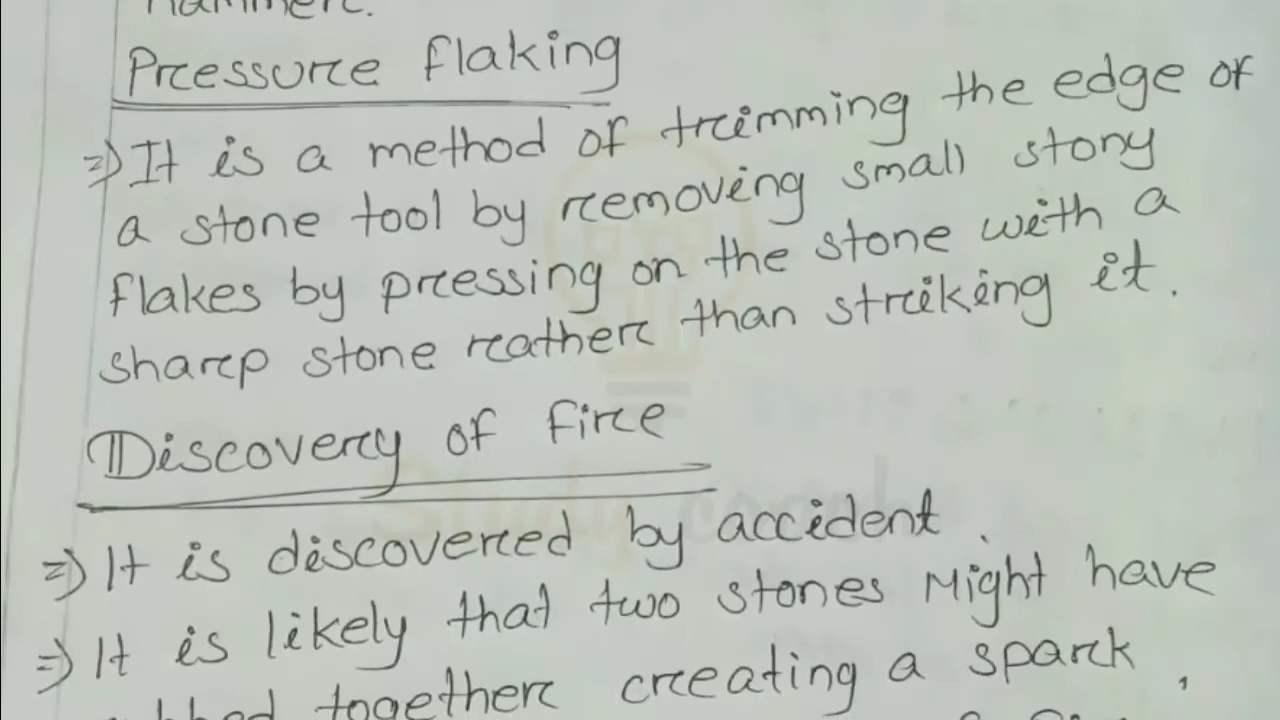 hammer.
Pressure flaking
⇒ It is a method of trimming the edge of
a stone tool by removing small stony
flakes by pressing on the stone with a
sharp stone rather than striking it.
Discovery of fire
⇒ It is discovered by accident.
⇒ It is likely that two stones Might have
together creating a spark,